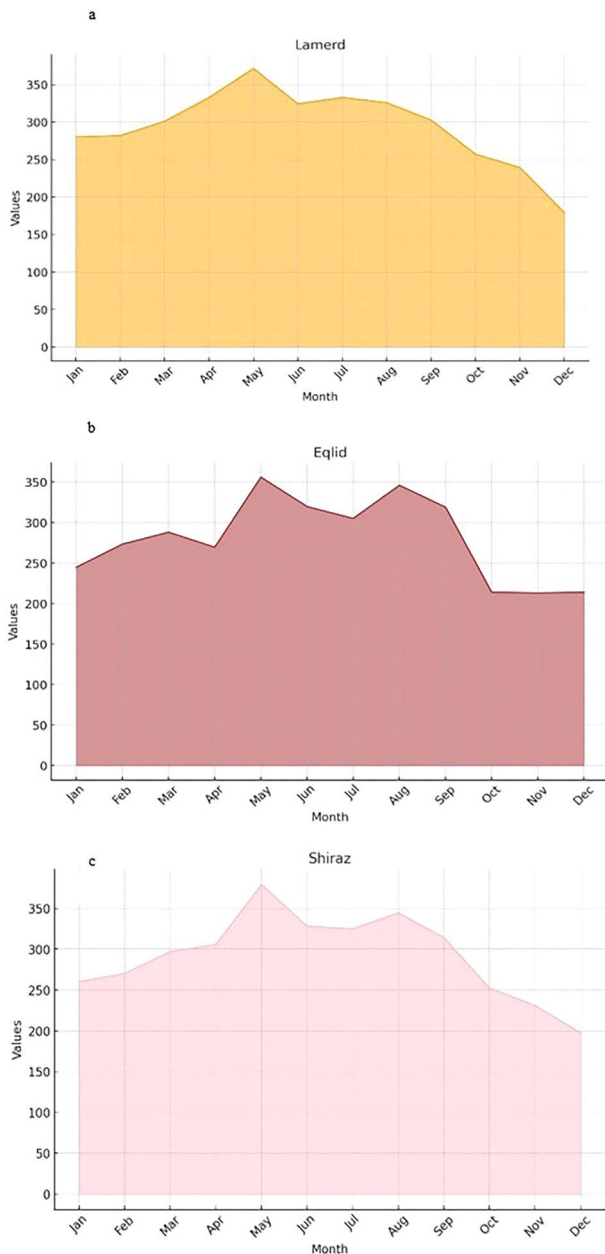 a
Lamerd
350
300
250
200
150
100
50
0
Values
Jan Feb Mar Apr May Jun Jul Aug Sep Oct Nov Dec
Month
b
Eqlid
350
300
250
200
150
100
50
0
Values
Jan Feb Mar Apr May Jun Jul Aug Sep Oct Nov Dec
Month
c
Shiraz
350
300
250
200
150
100
50
0
Values
Jan Feb Mar Apr May Jun Jul Aug Sep Oct Nov Dec
Month